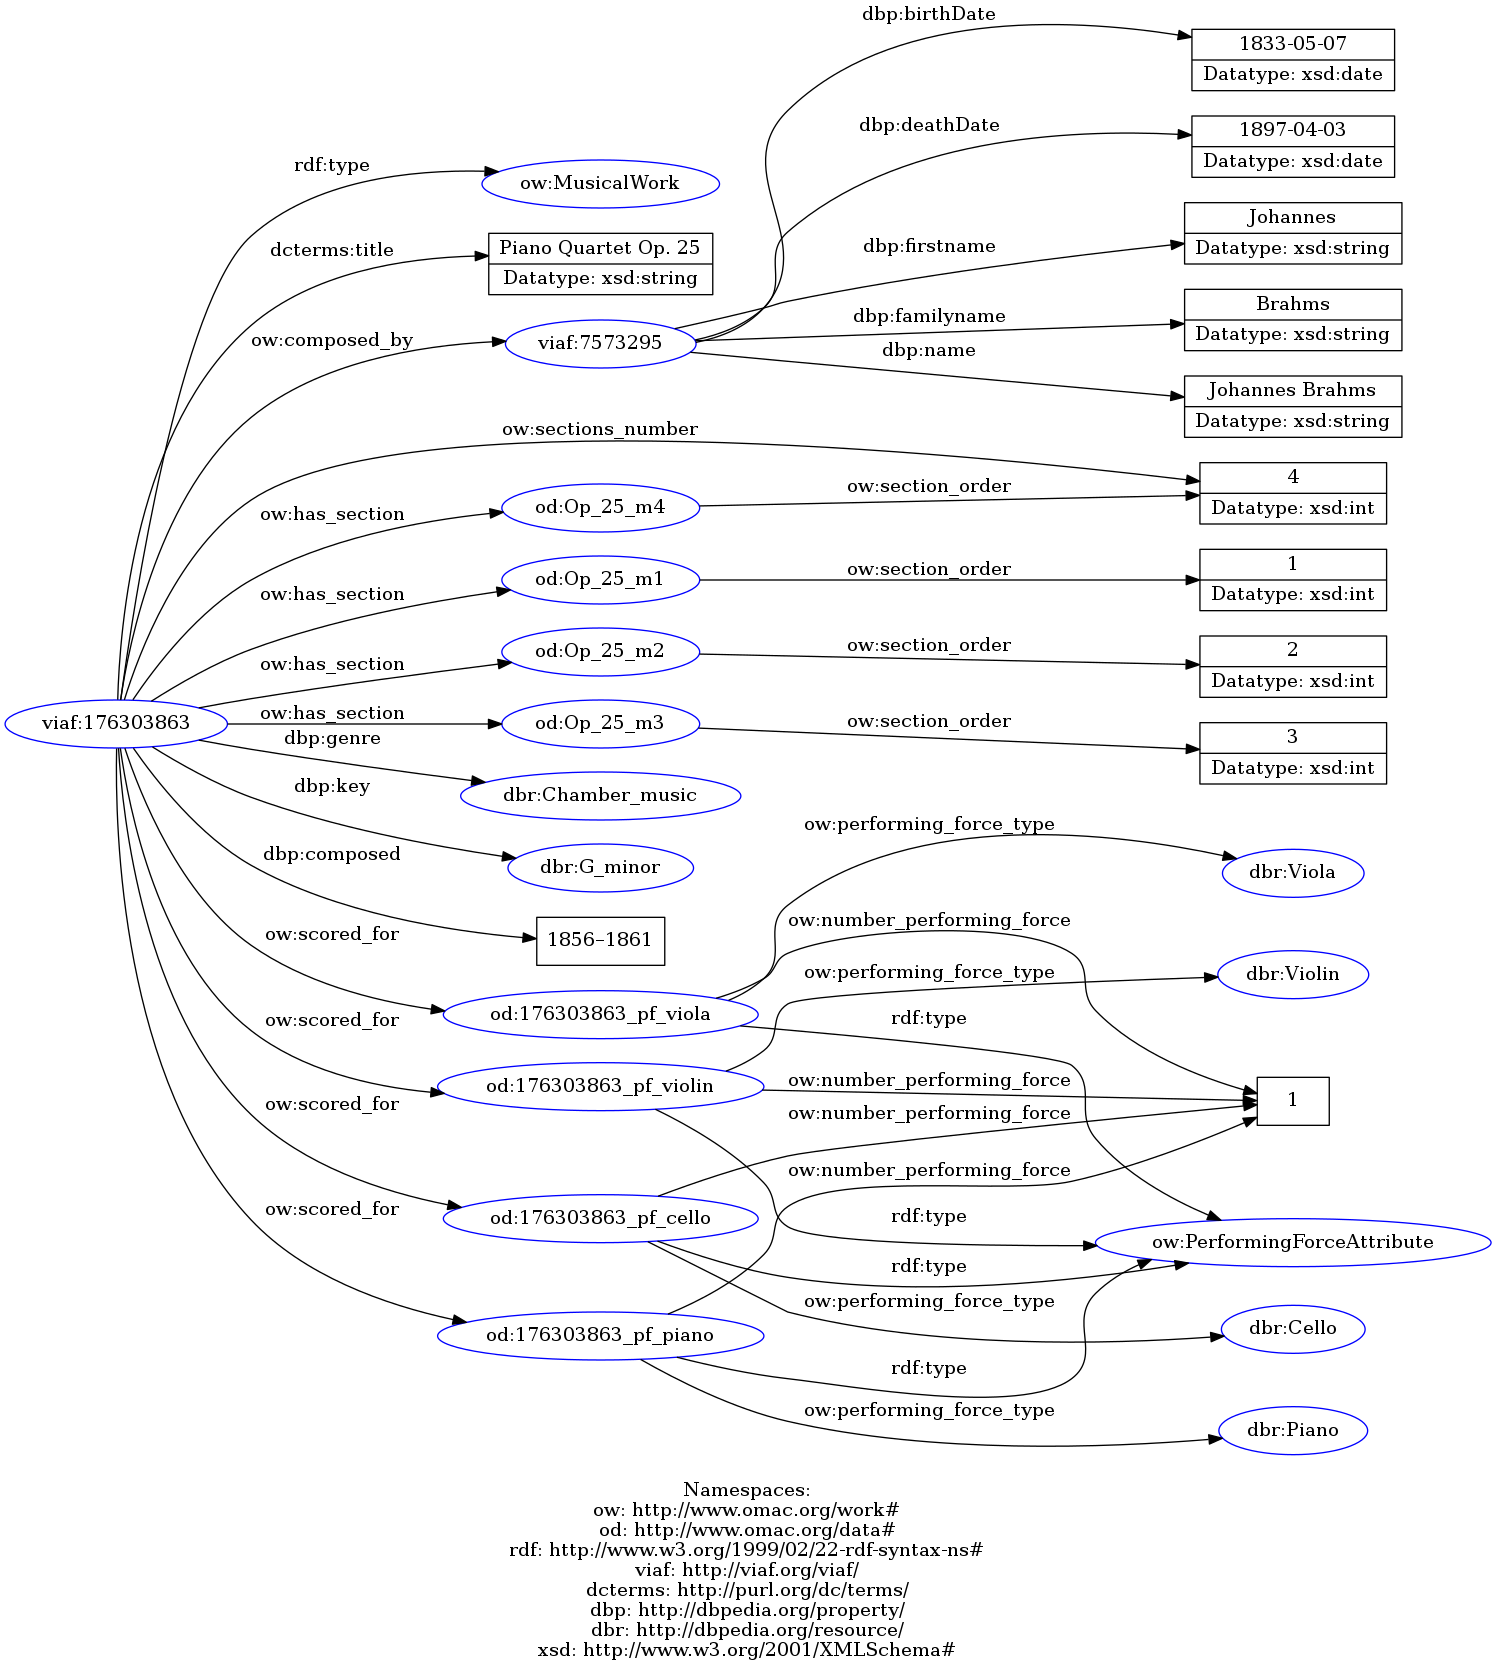 dbp:birthDate
1833-05-07
Datatype: xsd:date
dbp:deathDate
1897-04-03
Datatype: xsd:date
rdf:type
ow:MusicalWork
Johannes
Datatype: xsd:string
dcterms:title
Piano Quartet Op. 25
Datatype: xsd:string
dbp:firstname
ow:composed_by
viaf:7573295
dbp:familyname
Brahms
Datatype: xsd:string
dbp:name
Johannes Brahms
Datatype: xsd:string
ow:sections_number
4
Datatype: xsd:int
ow:has_section
od:Op_25_m4
ow:section_order
ow:has_section
od:Op_25_m1
ow:section_order
1
Datatype: xsd:int
ow:has_section
od:Op_25_m2
ow:section_order
2
Datatype: xsd:int
viaf:176303863
ow:has_section
od:Op_25_m3
ow:section_order
3
Datatype: xsd:int
dbp:genre
dbr:Chamber_music
dbp:key
dbr:G_minor
dbp:composed
1856–1861
ow:performing_force_type
dbr:Viola
ow:scored_for
od:176303863_pf_viola
ow:number_performing_force
ow:performing_force_type
dbr:Violin
rdf:type
ow:scored_for
od:176303863_pf_violin
ow:number_performing_force
1
ow:scored_for
od:176303863_pf_cello
ow:number_performing_force
ow:number_performing_force
rdf:type
ow:PerformingForceAttribute
rdf:type
ow:performing_force_type
dbr:Cello
ow:scored_for
od:176303863_pf_piano
rdf:type
ow:performing_force_type
dbr:Piano
Namespaces:
ow: http://www.omac.org/work#
od: http://www.omac.org/data#
rdf: http://www.w3.org/1999/02/22-rdf-syntax-ns#
viaf: http://viaf.org/viaf/
dcterms: http://purl.org/dc/terms/
dbp: http://dbpedia.org/property/
dbr: http://dbpedia.org/resource/
xsd: http://www.w3.org/2001/XMLSchema#